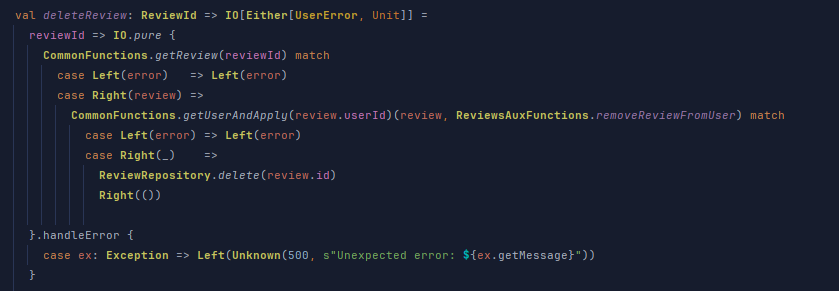 val deleteReview: ReviewId => IO[Either[UserError, Unit]] =
  reviewId => IO.pure {
    CommonFunctions.getReview(reviewId) match
      case Left(error)   => Left(error)
      case Right(review) =>
        CommonFunctions.getUserAndApply(review.userId)(review, ReviewsAuxFunctions.removeReviewFromUser) match
          case Left(error) => Left(error)
          case Right(_)    =>
            ReviewRepository.delete(review.id)
            Right(())
  }.handleError {
    case ex: Exception => Left(Unknown(500, s"Unexpected error: ${ex.getMessage}"))
  }